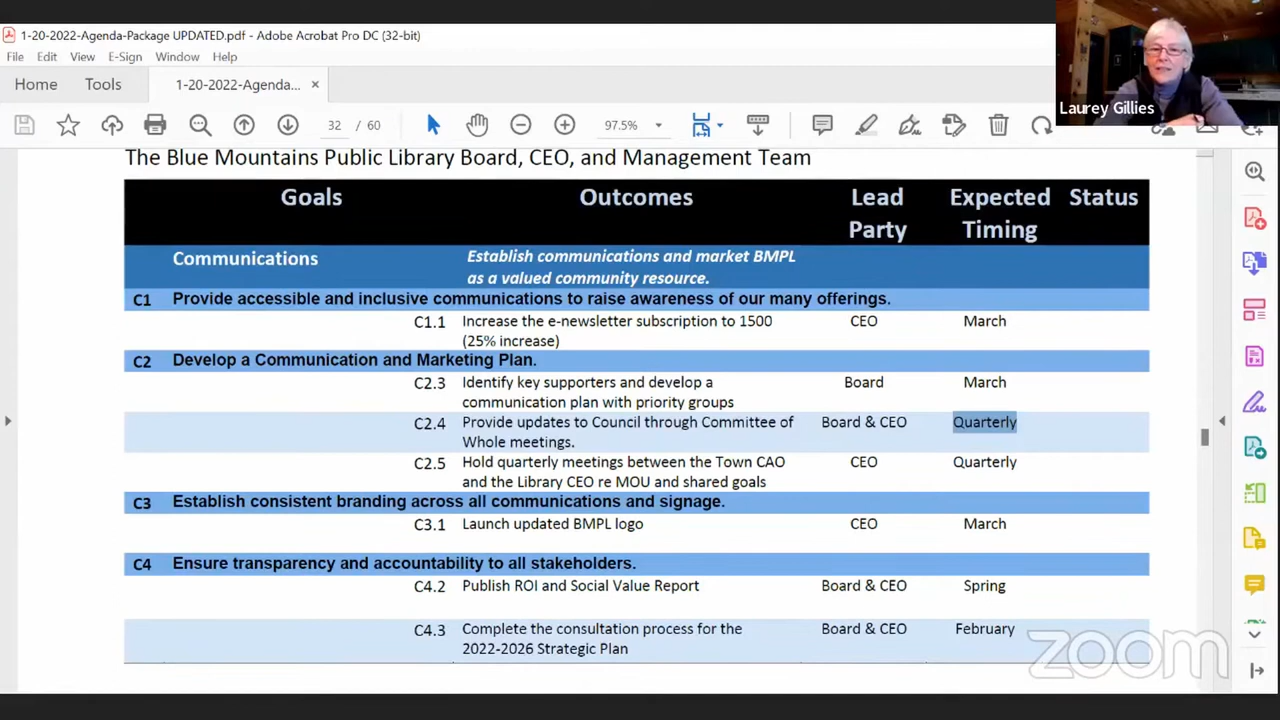 1-20-2022-Agenda-Package UPDATED.pdf - Adobe Acrobat Pro DC (32-bit)
File Edit View E-Sign Window Help
Home Tools 1-20-2022-Agenda... ×
32 / 60 97.5%
Laurey Gillies
The Blue Mountains Public Library Board, CEO, and Management Team
Goals Outcomes Lead Party Expected Timing Status
Communications Establish communications and market BMPL
as a valued community resource.
C1 Provide accessible and inclusive communications to raise awareness of our many offerings.
C1.1 Increase the e-newsletter subscription to 1500 CEO March
(25% increase)
C2 Develop a Communication and Marketing Plan.
C2.3 Identify key supporters and develop a Board March
communication plan with priority groups
C2.4 Provide updates to Council through Committee of Board & CEO Quarterly
Whole meetings.
C2.5 Hold quarterly meetings between the Town CAO CEO Quarterly
and the Library CEO re MOU and shared goals
C3 Establish consistent branding across all communications and signage.
C3.1 Launch updated BMPL logo CEO March
C4 Ensure transparency and accountability to all stakeholders.
C4.2 Publish ROI and Social Value Report Board & CEO Spring
C4.3 Complete the consultation process for the Board & CEO February
2022-2026 Strategic Plan
zoom